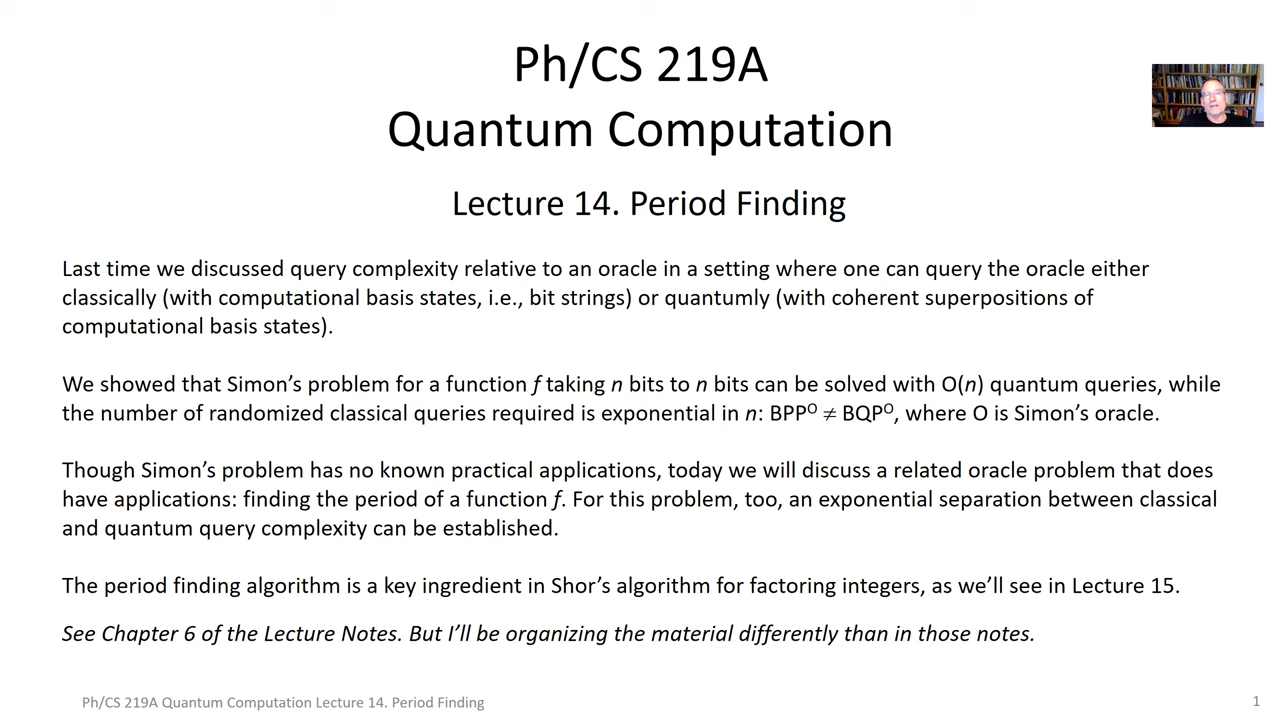 Ph/CS 219A
Quantum Computation
Lecture 14. Period Finding
Last time we discussed query complexity relative to an oracle in a setting where one can query the oracle either
classically (with computational basis states, i.e., bit strings) or quantumly (with coherent superpositions of
computational basis states).
We showed that Simon's problem for a function f taking n bits to n bits can be solved with O(n) quantum queries, while
the number of randomized classical queries required is exponential in n: BPPᴼ ≠ BQPᴼ, where O is Simon's oracle.
Though Simon's problem has no known practical applications, today we will discuss a related oracle problem that does
have applications: finding the period of a function f. For this problem, too, an exponential separation between classical
and quantum query complexity can be established.
The period finding algorithm is a key ingredient in Shor's algorithm for factoring integers, as we'll see in Lecture 15.
See Chapter 6 of the Lecture Notes. But I'll be organizing the material differently than in those notes.
Ph/CS 219A Quantum Computation Lecture 14. Period Finding
1